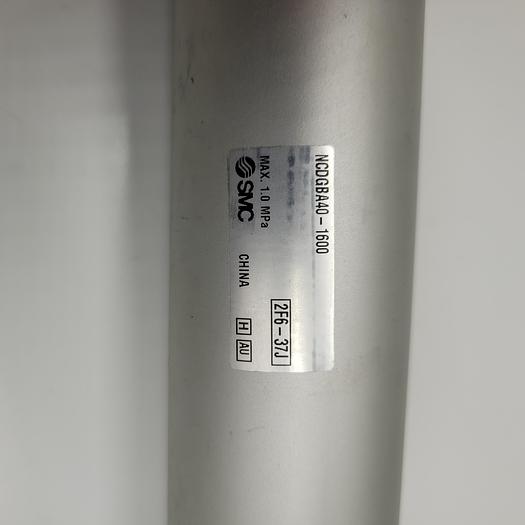 NCDGBA40-1600
MAX. 1.0 MPa
SMC
CHINA
2F6-37J
H AU